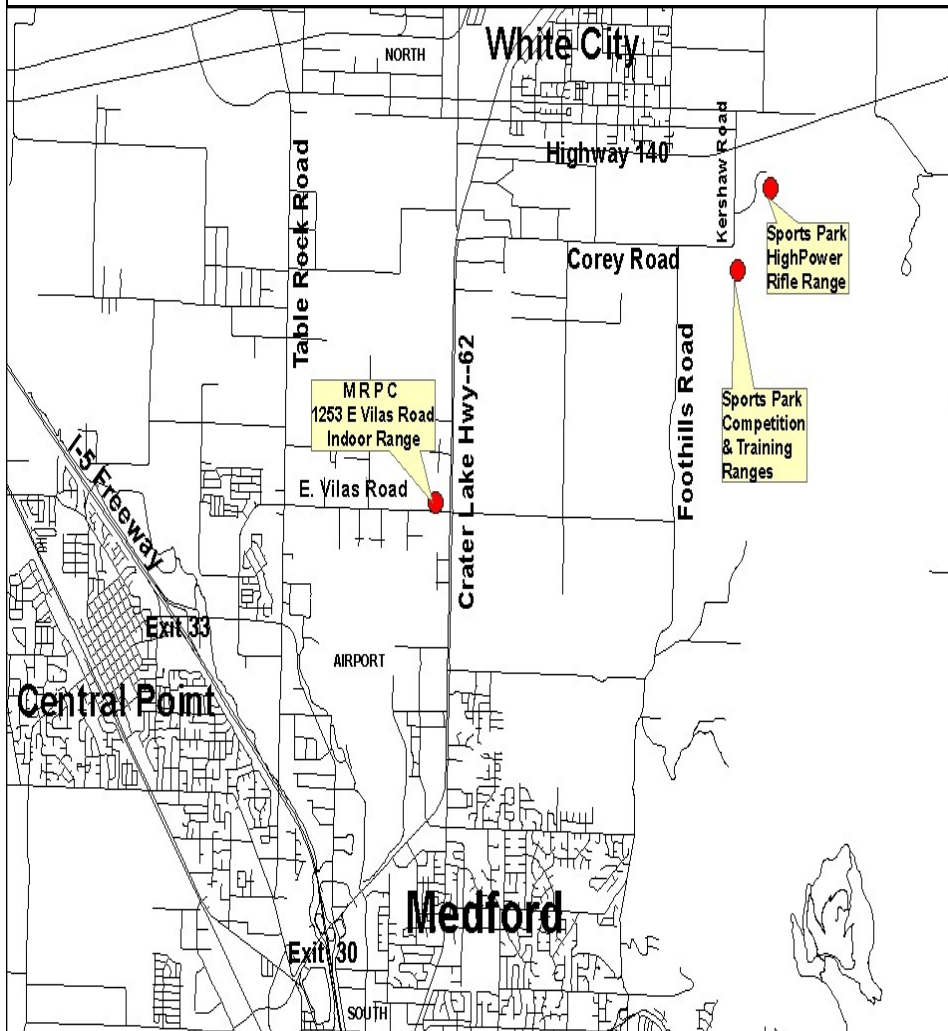 White City
NORTH
Highway 140
Kershaw Road
Table Rock Road
Sports Park
HighPower
Rifle Range
Corey Road
Foothills Road
Crater Lake Hwy--62
M R P C
1253 E Vilas Road
Indoor Range
Sports Park
Competition
& Training
Ranges
I-5 Freeway
E. Vilas Road
Exit 33
AIRPORT
Central Point
Medford
Exit 30
SOUTH